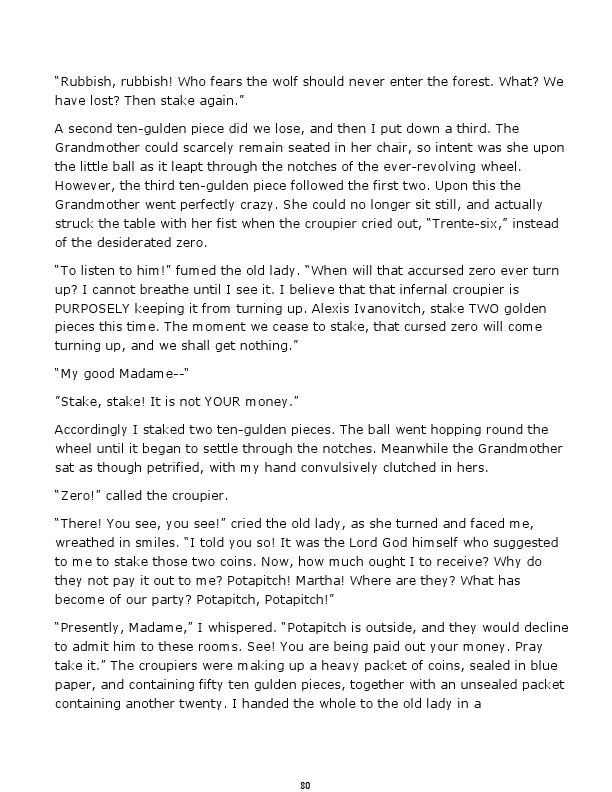 “Rubbish, rubbish! Who fears the wolf should never enter the forest. What? We
have lost? Then stake again.”
A second ten-gulden piece did we lose, and then I put down a third. The
Grandmother could scarcely remain seated in her chair, so intent was she upon
the little ball as it leapt through the notches of the ever-revolving wheel.
However, the third ten-gulden piece followed the first two. Upon this the
Grandmother went perfectly crazy. She could no longer sit still, and actually
struck the table with her fist when the croupier cried out, “Trente-six,” instead
of the desiderated zero.
“To listen to him!” fumed the old lady. “When will that accursed zero ever turn
up? I cannot breathe until I see it. I believe that that infernal croupier is
PURPOSELY keeping it from turning up. Alexis Ivanovitch, stake TWO golden
pieces this time. The moment we cease to stake, that cursed zero will come
turning up, and we shall get nothing.”
“My good Madame--“
”Stake, stake! It is not YOUR money.”
Accordingly I staked two ten-gulden pieces. The ball went hopping round the
wheel until it began to settle through the notches. Meanwhile the Grandmother
sat as though petrified, with my hand convulsively clutched in hers.
“Zero!” called the croupier.
“There! You see, you see!” cried the old lady, as she turned and faced me,
wreathed in smiles. “I told you so! It was the Lord God himself who suggested
to me to stake those two coins. Now, how much ought I to receive? Why do
they not pay it out to me? Potapitch! Martha! Where are they? What has
become of our party? Potapitch, Potapitch!”
“Presently, Madame,” I whispered. “Potapitch is outside, and they would decline
to admit him to these rooms. See! You are being paid out your money. Pray
take it.” The croupiers were making up a heavy packet of coins, sealed in blue
paper, and containing fifty ten gulden pieces, together with an unsealed packet
containing another twenty. I handed the whole to the old lady in a
80